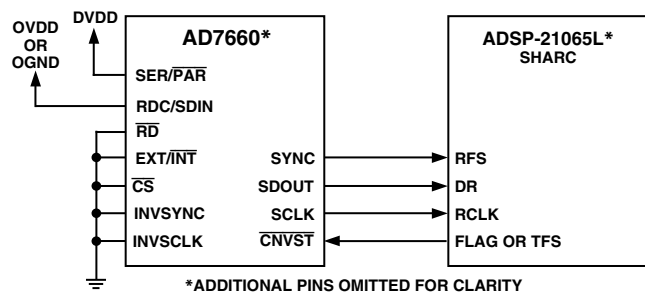 OVDD
OR
OGND
DVDD
AD7660*
SER/PAR
RDC/SDIN
RD
EXT/INT
CS
INVSYNC
INVSCLK
SYNC
SDOUT
SCLK
CNVST
ADSP-21065L*
SHARC
RFS
DR
RCLK
FLAG OR TFS
*ADDITIONAL PINS OMITTED FOR CLARITY